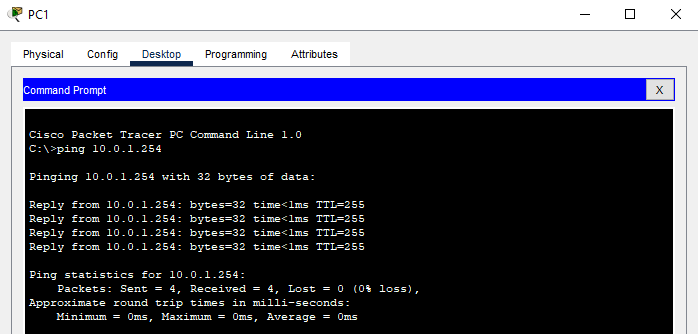 PC1
Physical Config Desktop Programming Attributes
Command Prompt X
Cisco Packet Tracer PC Command Line 1.0
C:\>ping 10.0.1.254
Pinging 10.0.1.254 with 32 bytes of data:
Reply from 10.0.1.254: bytes=32 time<1ms TTL=255
Reply from 10.0.1.254: bytes=32 time<1ms TTL=255
Reply from 10.0.1.254: bytes=32 time<1ms TTL=255
Reply from 10.0.1.254: bytes=32 time<1ms TTL=255
Ping statistics for 10.0.1.254:
    Packets: Sent = 4, Received = 4, Lost = 0 (0% loss),
Approximate round trip times in milli-seconds:
    Minimum = 0ms, Maximum = 0ms, Average = 0ms